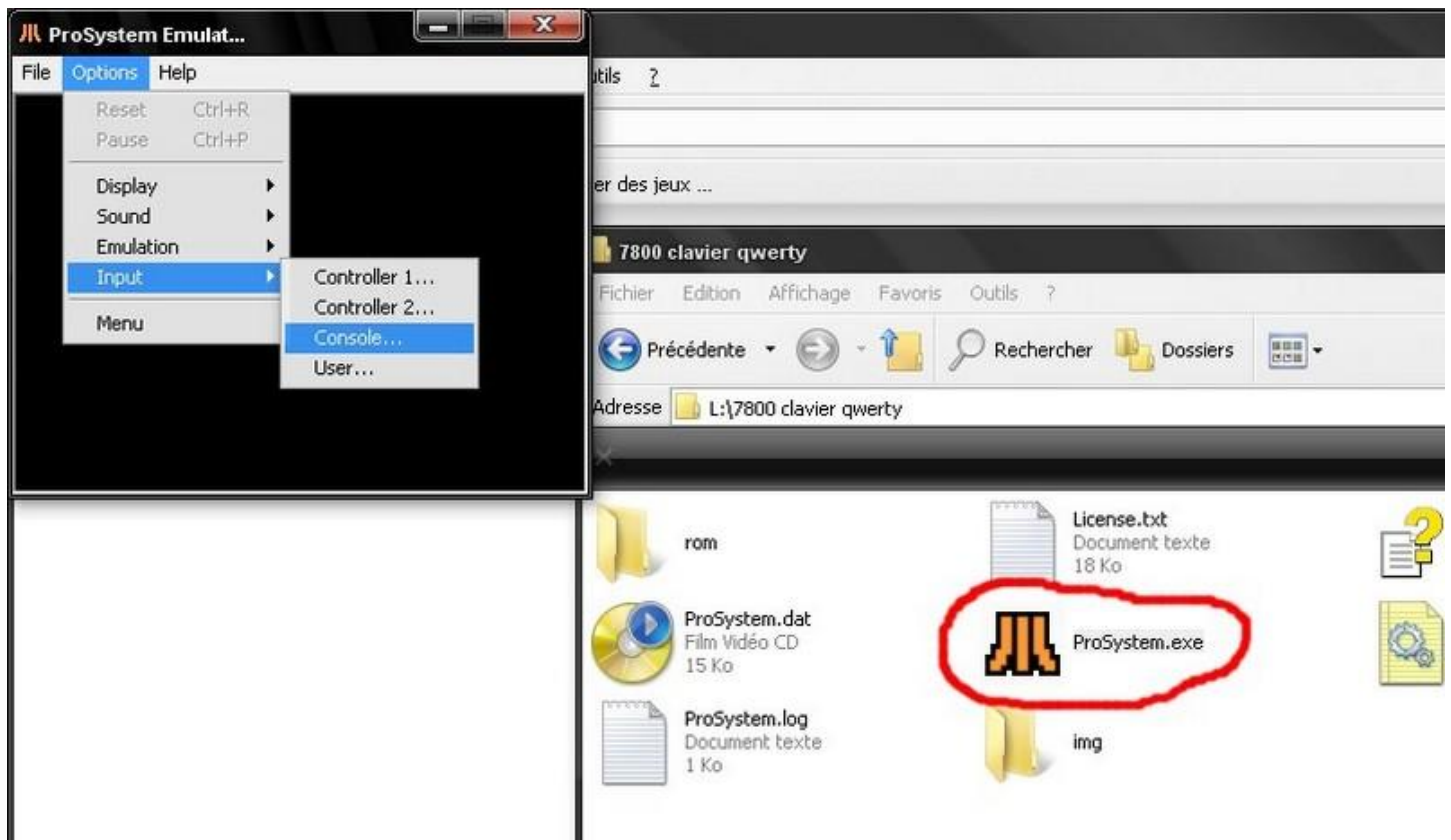 ProSystem Emulat...
File Options Help
Reset Ctrl+R
Pause Ctrl+P
Display
Sound
Emulation
Input
Menu
Controller 1...
Controller 2...
Console...
User...
utils ?
er des jeux ...
7800 clavier qwerty
Fichier Edition Affichage Favoris Outils ?
Précédente Rechercher Dossiers
Adresse L:\7800 clavier qwerty
rom
License.txt
Document texte
18 Ko
ProSystem.dat
Film Vidéo CD
15 Ko
ProSystem.exe
ProSystem.log
Document texte
1 Ko
img